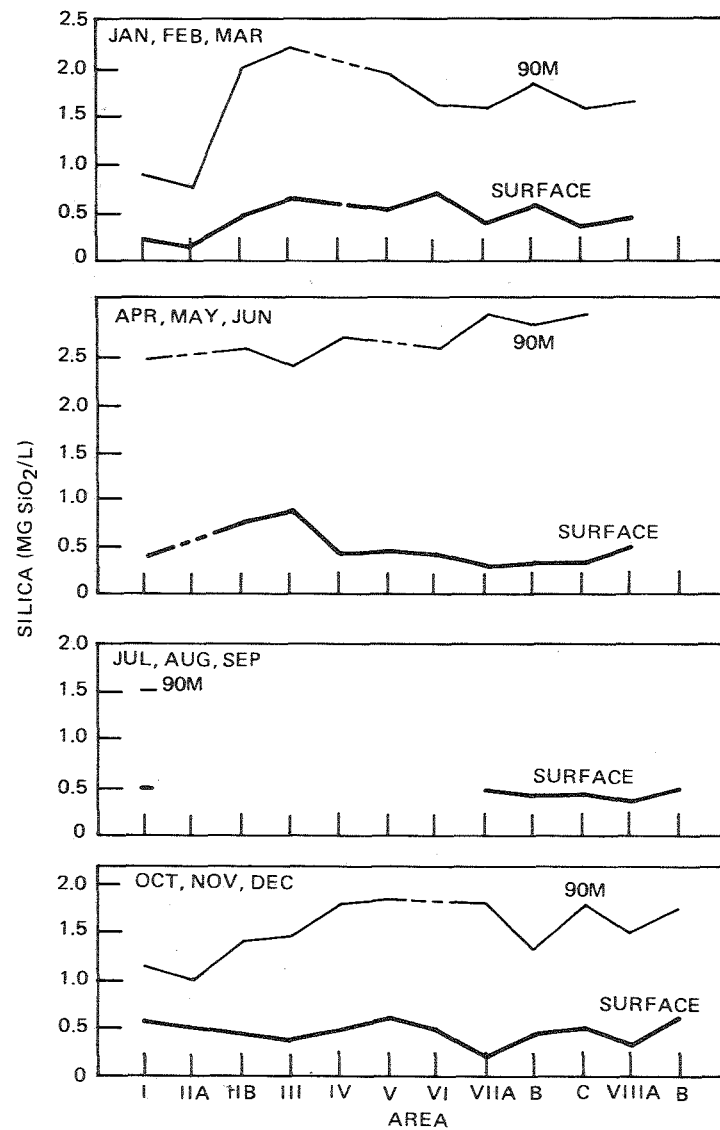 2.5
JAN, FEB, MAR
2.0
90M
1.5
1.0
SURFACE
0.5
0
APR, MAY, JUN
2.5
90M
2.0
1.5
1.0
SURFACE
0.5
0
SILICA (MG SiO₂/L)
2.0
JUL, AUG, SEP
1.5
90M
1.0
0.5
SURFACE
0
OCT, NOV, DEC
2.0
90M
1.5
1.0
SURFACE
0.5
0
I IIA IIB III IV V VI VIIA B C VIIIA B
AREA